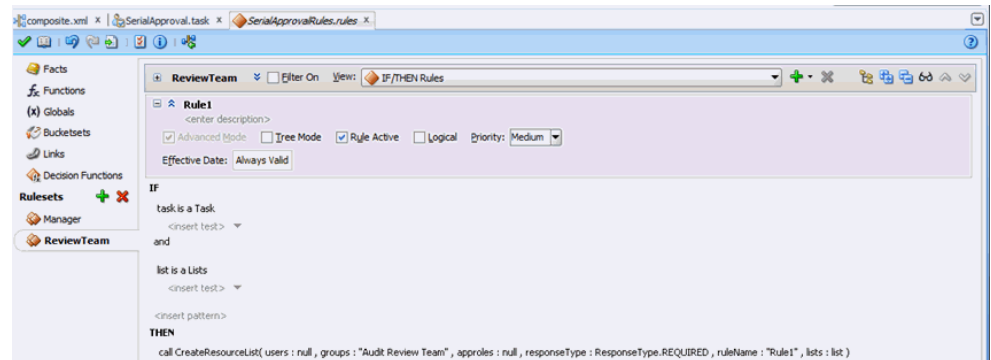 composite.xml SerialApproval.task SerialApprovalRules.rules
Facts
fx Functions
(x) Globals
Bucketsets
Links
Decision Functions
Rulesets
Manager
ReviewTeam
ReviewTeam Filter On View: IF/THEN Rules
Rule1
<enter description>
Advanced Mode Tree Mode Rule Active Logical Priority: Medium
Effective Date: Always Valid
IF
task is a Task
<insert test>
and
list is a Lists
<insert test>
<insert pattern>
THEN
call CreateResourceList( users : null , groups : "Audit Review Team" , approles : null , responseType : ResponseType.REQUIRED , ruleName : "Rule1" , lists : list )